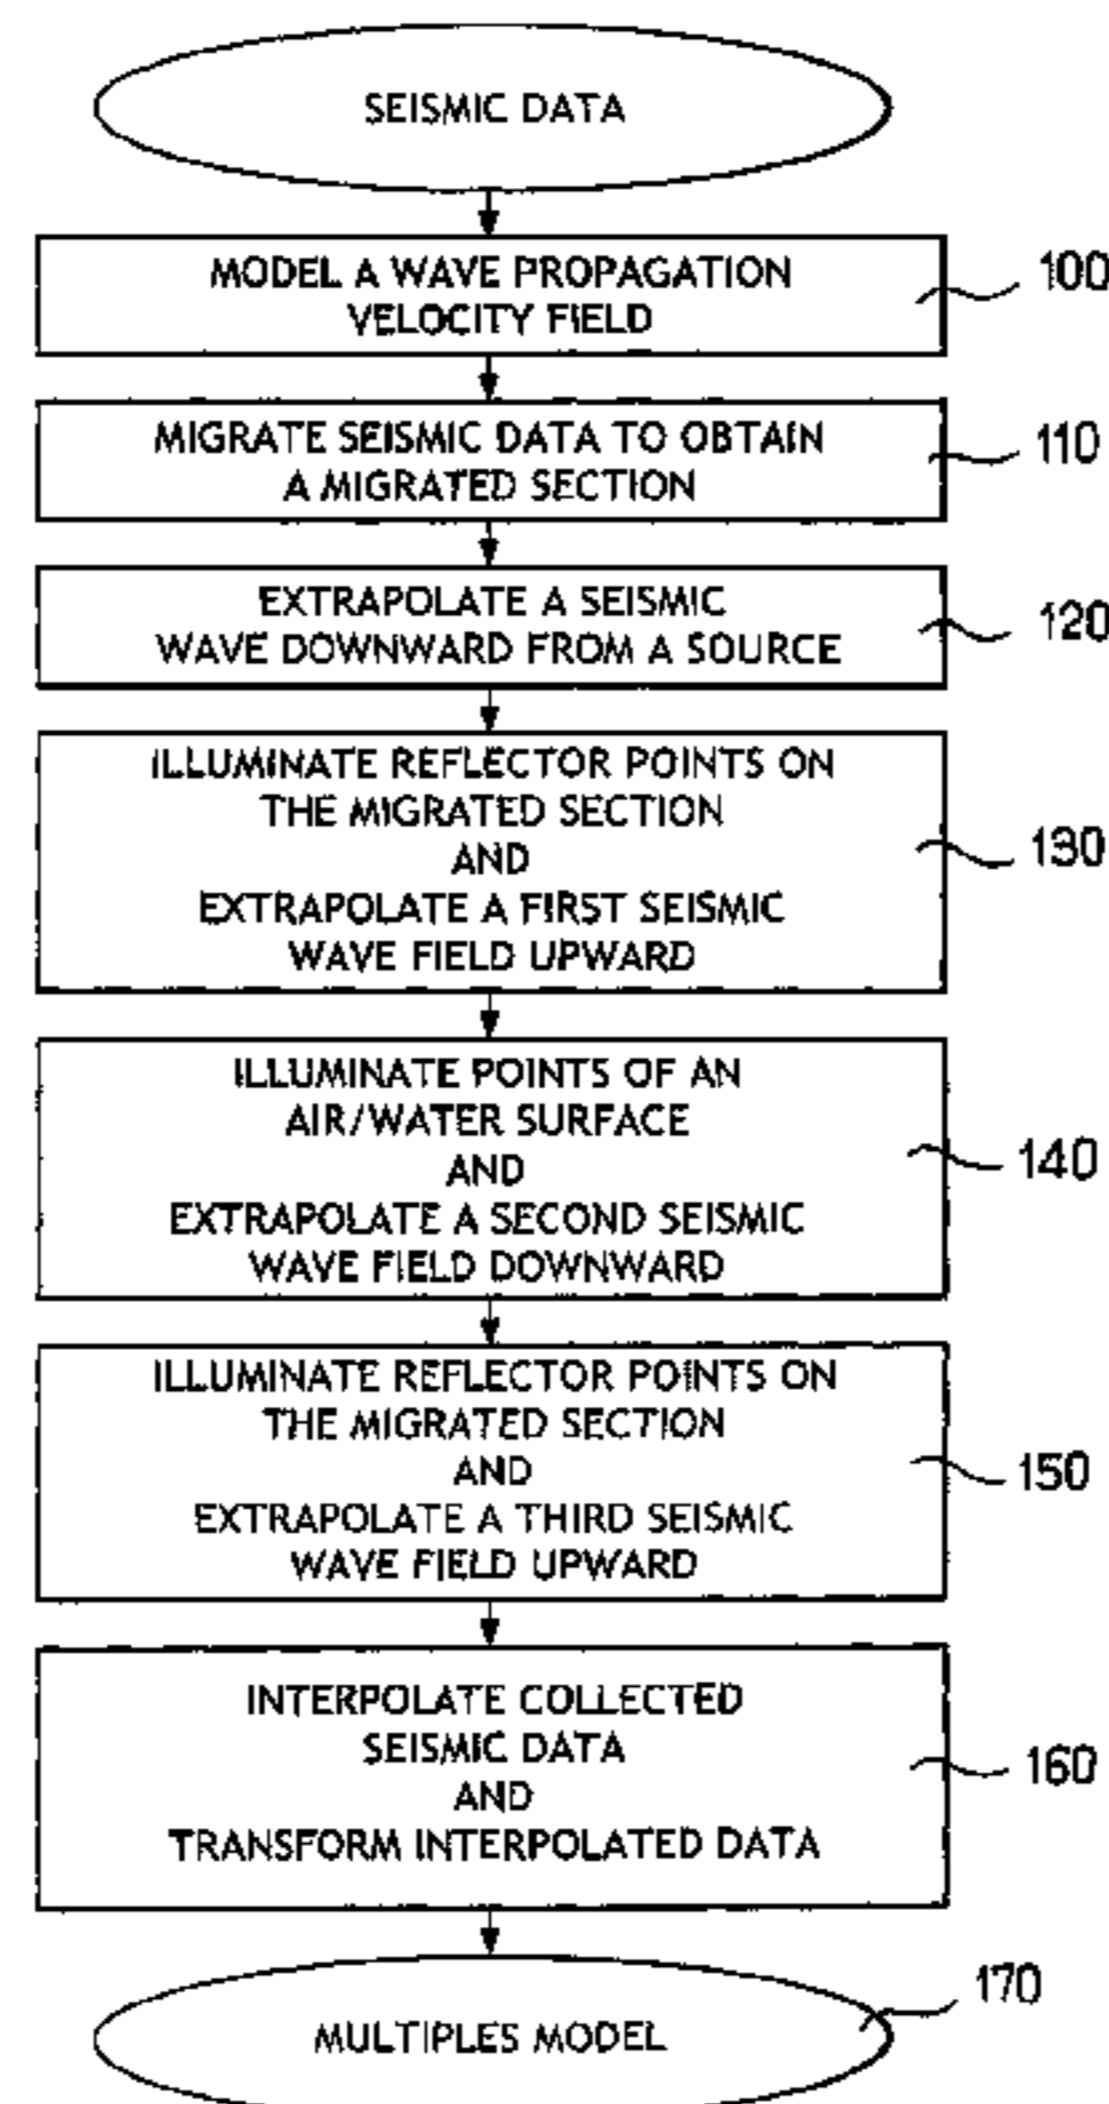 SEISMIC DATA
MODEL A WAVE PROPAGATION
VELOCITY FIELD
100
MIGRATE SEISMIC DATA TO OBTAIN
A MIGRATED SECTION
110
EXTRAPOLATE A SEISMIC
WAVE DOWNWARD FROM A SOURCE
120
ILLUMINATE REFLECTOR POINTS ON
THE MIGRATED SECTION
AND
EXTRAPOLATE A FIRST SEISMIC
WAVE FIELD UPWARD
130
ILLUMINATE POINTS OF AN
AIR/WATER SURFACE
AND
EXTRAPOLATE A SECOND SEISMIC
WAVE FIELD DOWNWARD
140
ILLUMINATE REFLECTOR POINTS ON
THE MIGRATED SECTION
AND
EXTRAPOLATE A THIRD SEISMIC
WAVE FIELD UPWARD
150
INTERPOLATE COLLECTED
SEISMIC DATA
AND
TRANSFORM INTERPOLATED DATA
160
170
MULTIPLES MODEL